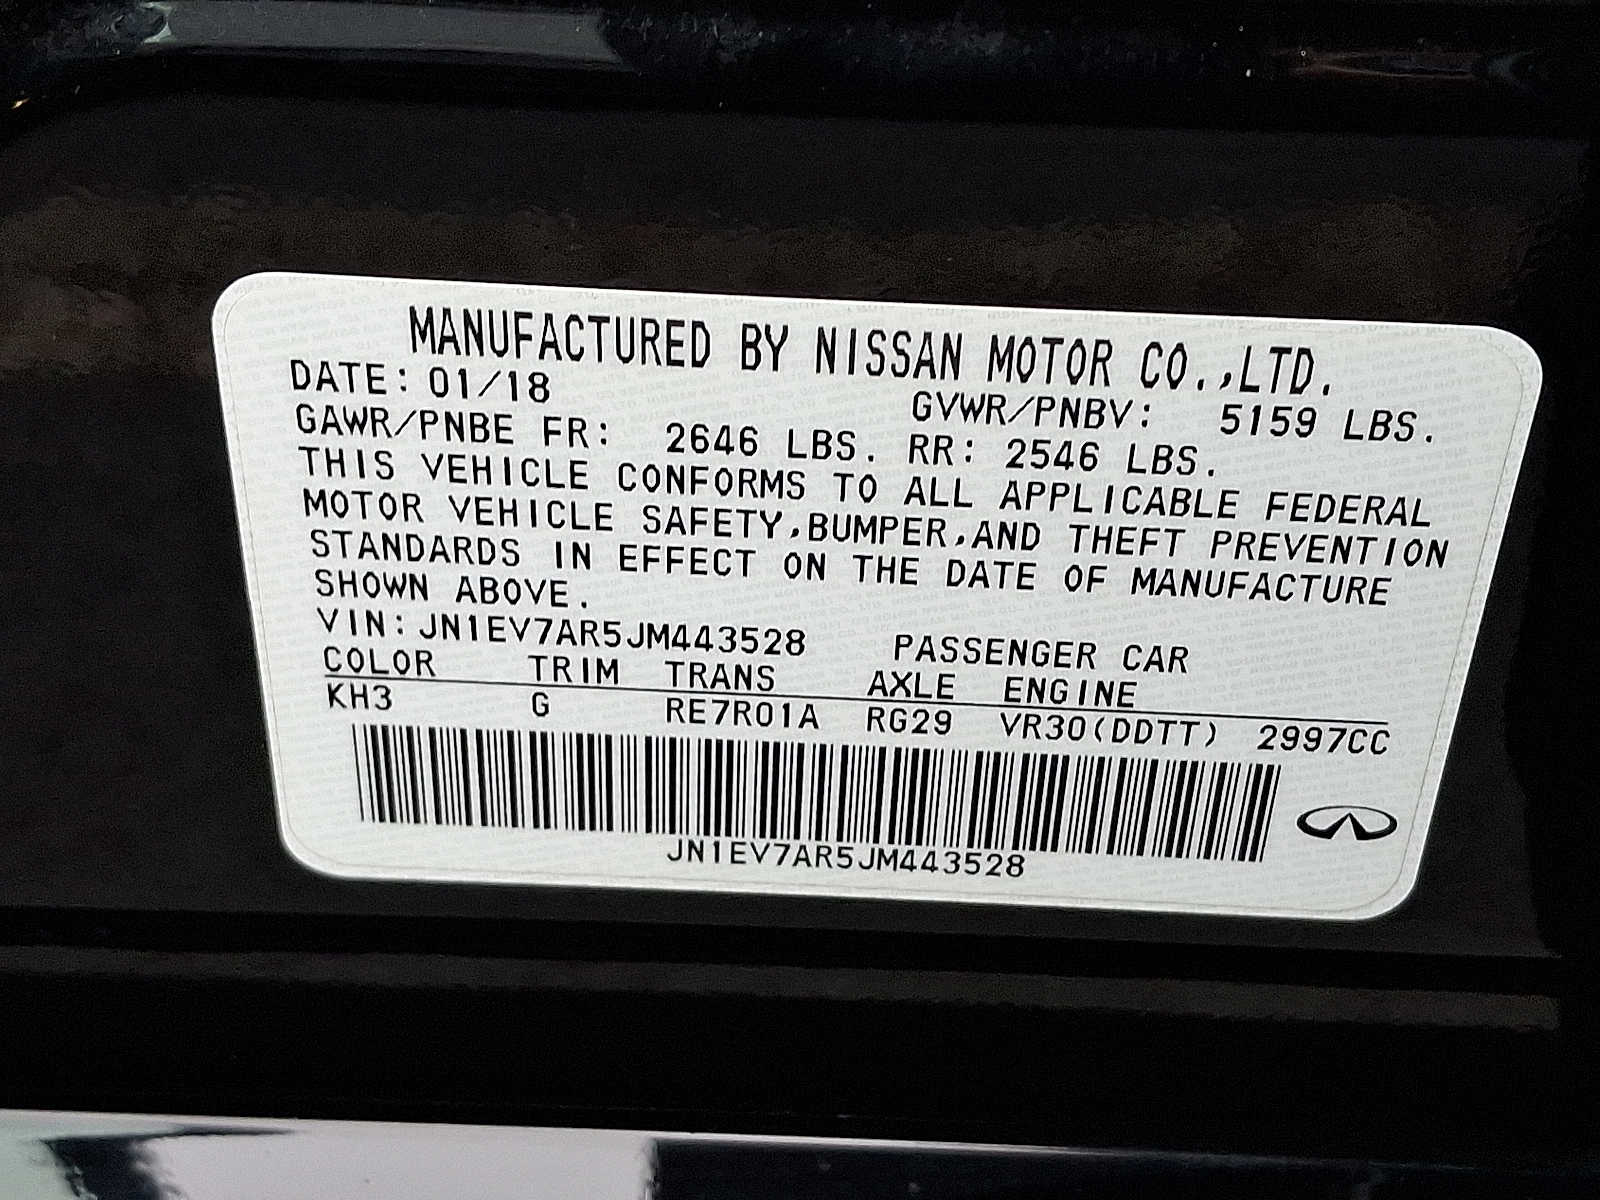 MANUFACTURED BY NISSAN MOTOR CO.,LTD.
DATE: 01/18 GVWR/PNBV: 5159 LBS.
GAWR/PNBE FR: 2646 LBS. RR: 2546 LBS.
THIS VEHICLE CONFORMS TO ALL APPLICABLE FEDERAL
MOTOR VEHICLE SAFETY,BUMPER,AND THEFT PREVENTION
STANDARDS IN EFFECT ON THE DATE OF MANUFACTURE
SHOWN ABOVE.
VIN: JN1EV7AR5JM443528 PASSENGER CAR
COLOR TRIM TRANS AXLE ENGINE
KH3 G RE7R01A RG29 VR30(DDTT) 2997CC
JN1EV7AR5JM443528